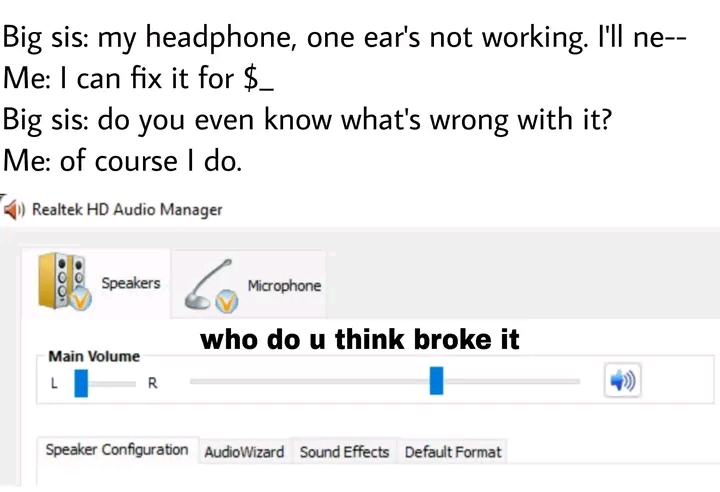 Big sis: my headphone, one ear's not working. I'll ne--
Me: I can fix it for $_
Big sis: do you even know what's wrong with it?
Me: of course I do.
Realtek HD Audio Manager
Speakers
Microphone
who do u think broke it
Main Volume
L
R
Speaker Configuration
AudioWizard
Sound Effects
Default Format